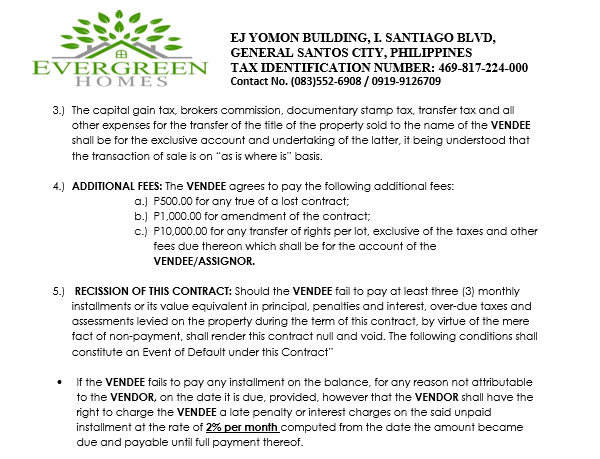 EVERGREEN
HOMES
EJ YOMON BUILDING, I. SANTIAGO BLVD,
GENERAL SANTOS CITY, PHILIPPINES
TAX IDENTIFICATION NUMBER: 469-817-224-000
Contact No. (083)552-6908 / 0919-9126709
3.) The capital gain tax, brokers commission, documentary stamp tax, transfer tax and all
other expenses for the transfer of the title of the property sold to the name of the VENDEE
shall be for the exclusive account and undertaking of the latter, it being understood that
the transaction of sale is on “as is where is” basis.
4.) ADDITIONAL FEES: The VENDEE agrees to pay the following additional fees:
a.) P500.00 for any true of a lost contract;
b.) P1,000.00 for amendment of the contract;
c.) P10,000.00 for any transfer of rights per lot, exclusive of the taxes and other
fees due thereon which shall be for the account of the
VENDEE/ASSIGNOR.
5.) RECISSION OF THIS CONTRACT: Should the VENDEE fail to pay at least three (3) monthly
installments or its value equivalent in principal, penalties and interest, over-due taxes and
assessments levied on the property during the term of this contract, by virtue of the mere
fact of non-payment, shall render this contract null and void. The following conditions shall
constitute an Event of Default under this Contract”
• If the VENDEE fails to pay any installment on the balance, for any reason not attributable
to the VENDOR, on the date it is due, provided, however that the VENDOR shall have the
right to charge the VENDEE a late penalty or interest charges on the said unpaid
installment at the rate of 2% per month computed from the date the amount became
due and payable until full payment thereof.